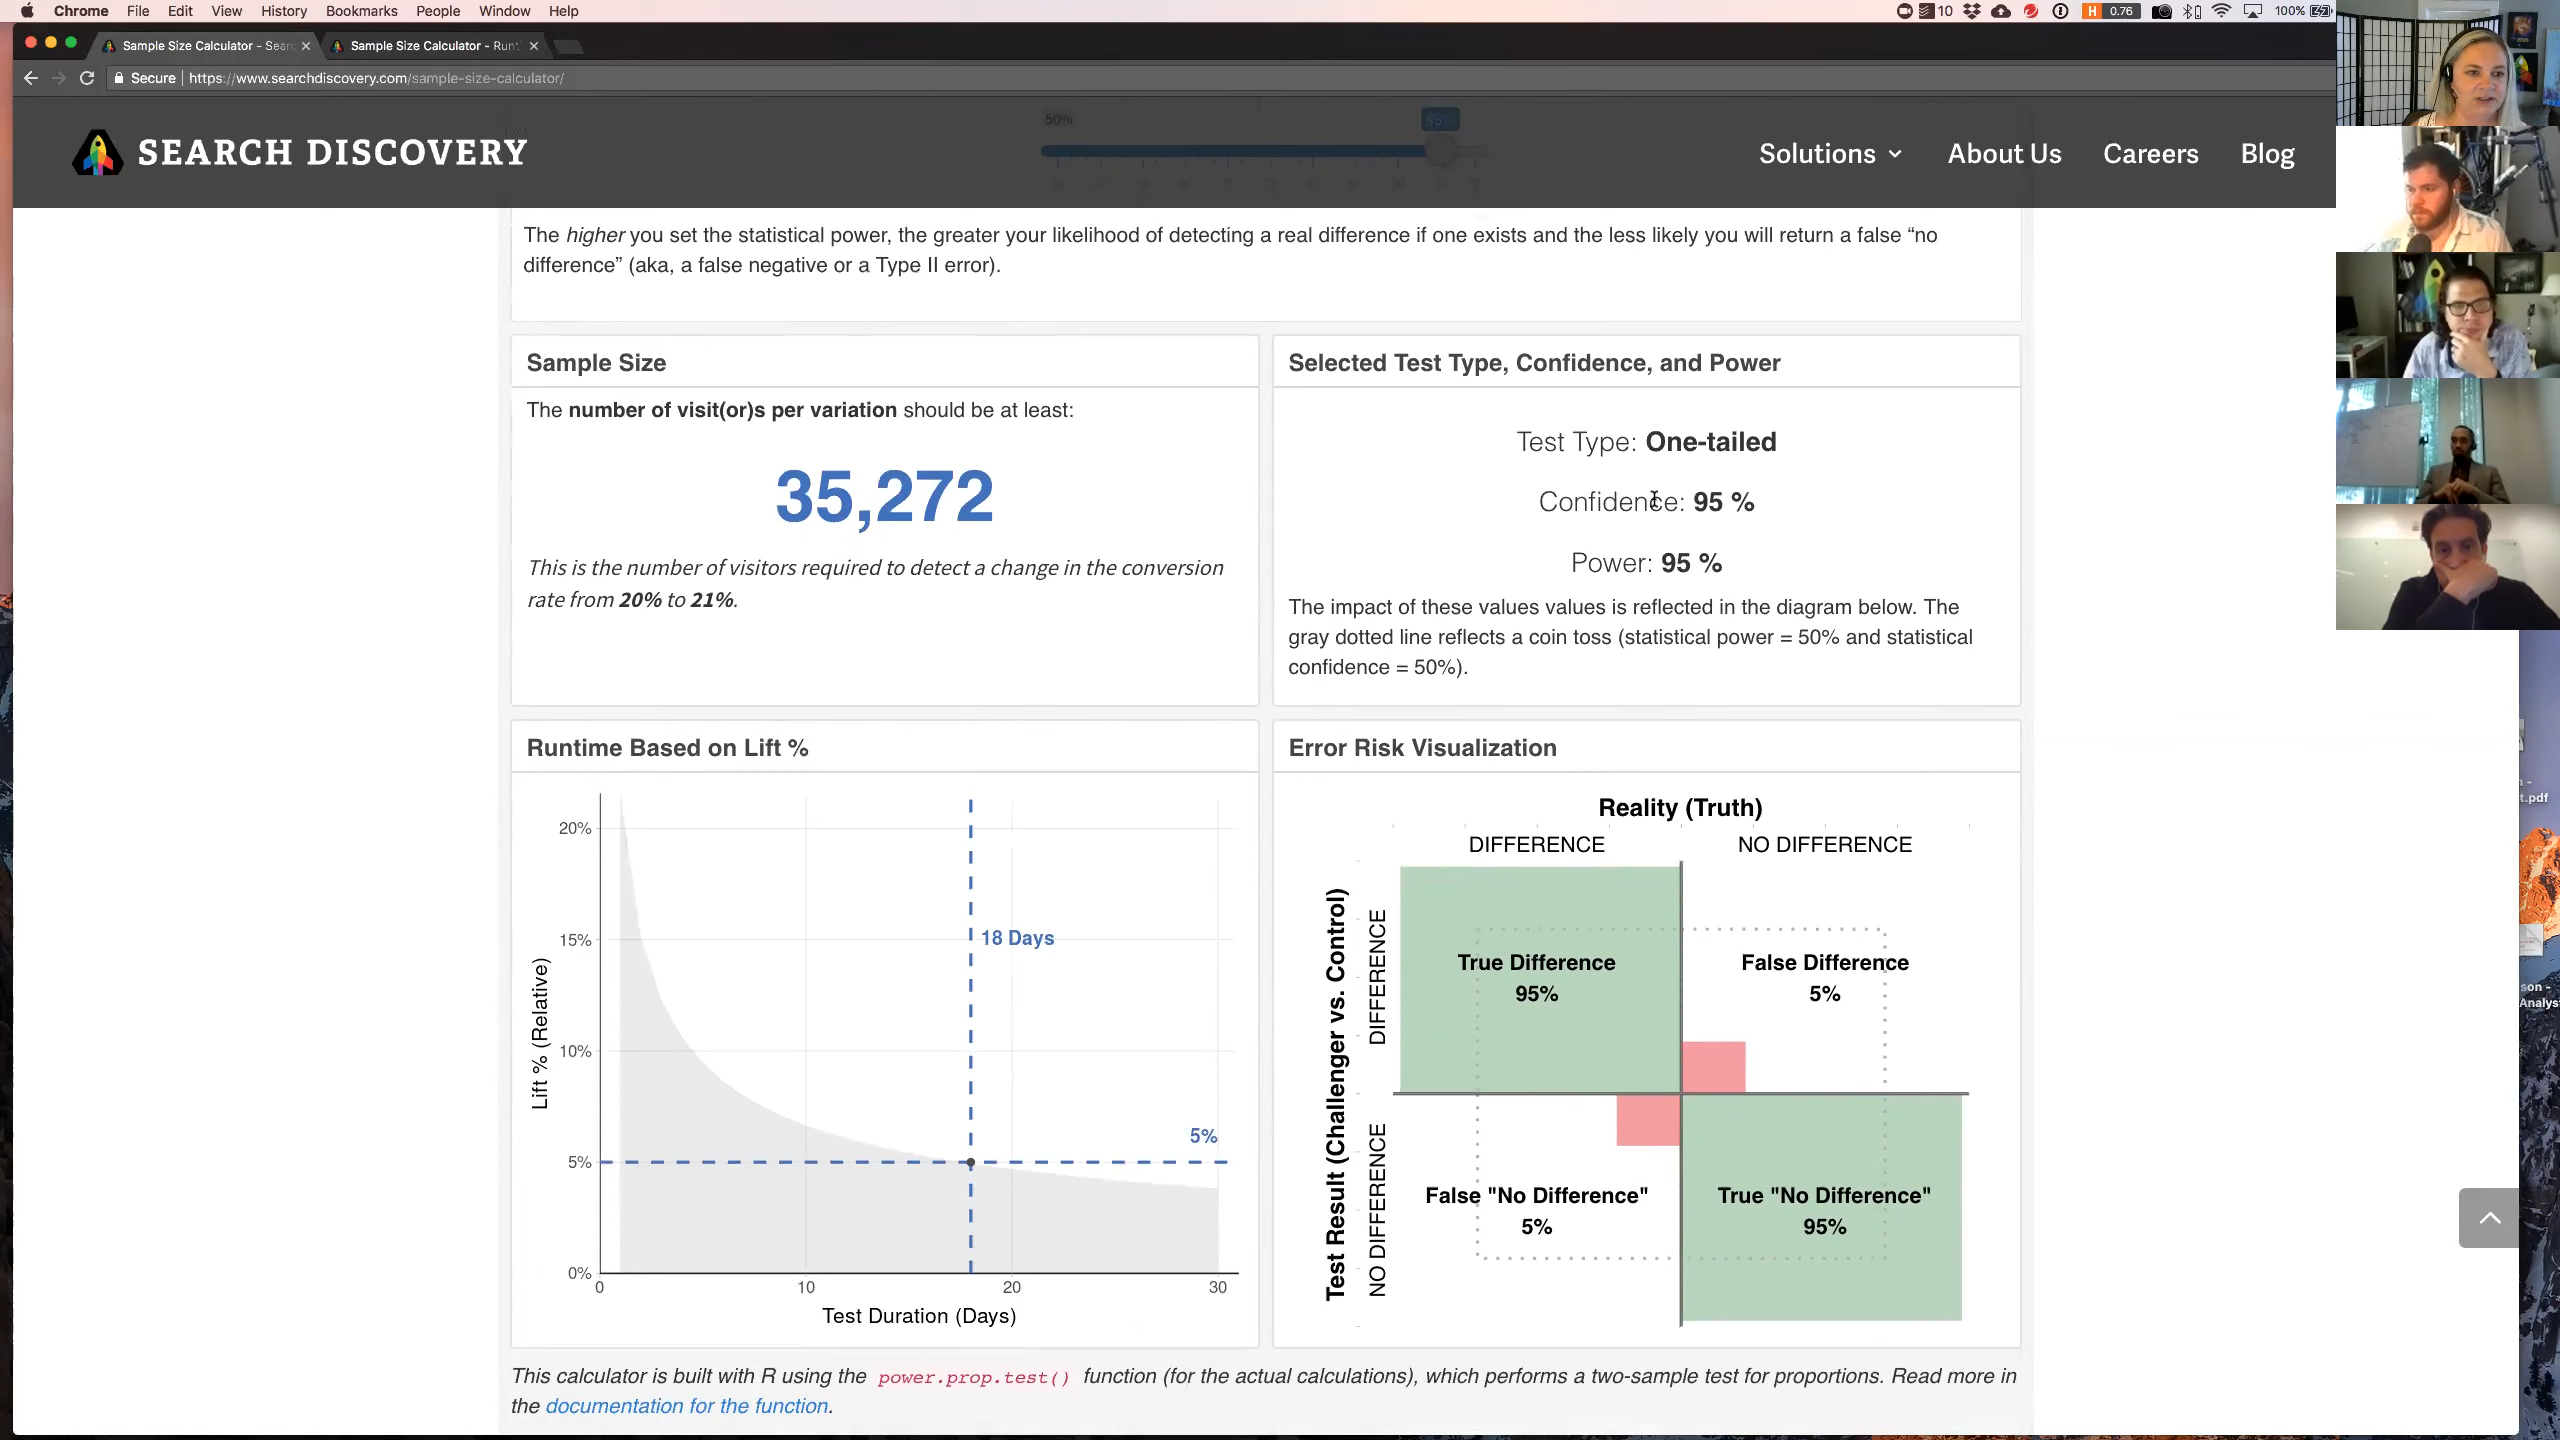 Chrome File Edit View History Bookmarks People Window Help
10 H 0.76 100%
Sample Size Calculator - Sear
Sample Size Calculator - Run
Secure | https://www.searchdiscovery.com/sample-size-calculator/
50% 95%
SEARCH DISCOVERY
Solutions About Us Careers Blog
The higher you set the statistical power, the greater your likelihood of detecting a real difference if one exists and the less likely you will return a false “no
difference” (aka, a false negative or a Type II error).
Sample Size
The number of visit(or)s per variation should be at least:
35,272
This is the number of visitors required to detect a change in the conversion
rate from 20% to 21%.
Selected Test Type, Confidence, and Power
Test Type: One-tailed
Confidence: 95 %
Power: 95 %
The impact of these values values is reflected in the diagram below. The
gray dotted line reflects a coin toss (statistical power = 50% and statistical
confidence = 50%).
Runtime Based on Lift %
Lift % (Relative)
20%
15%
10%
5%
0%
18 Days
5%
0 10 20 30
Test Duration (Days)
Error Risk Visualization
Reality (Truth)
DIFFERENCE NO DIFFERENCE
Test Result (Challenger vs. Control)
DIFFERENCE
NO DIFFERENCE
True Difference
95%
False Difference
5%
False "No Difference"
5%
True "No Difference"
95%
This calculator is built with R using the power.prop.test() function (for the actual calculations), which performs a two-sample test for proportions. Read more in
the documentation for the function.
t.pdf
son -
Analys